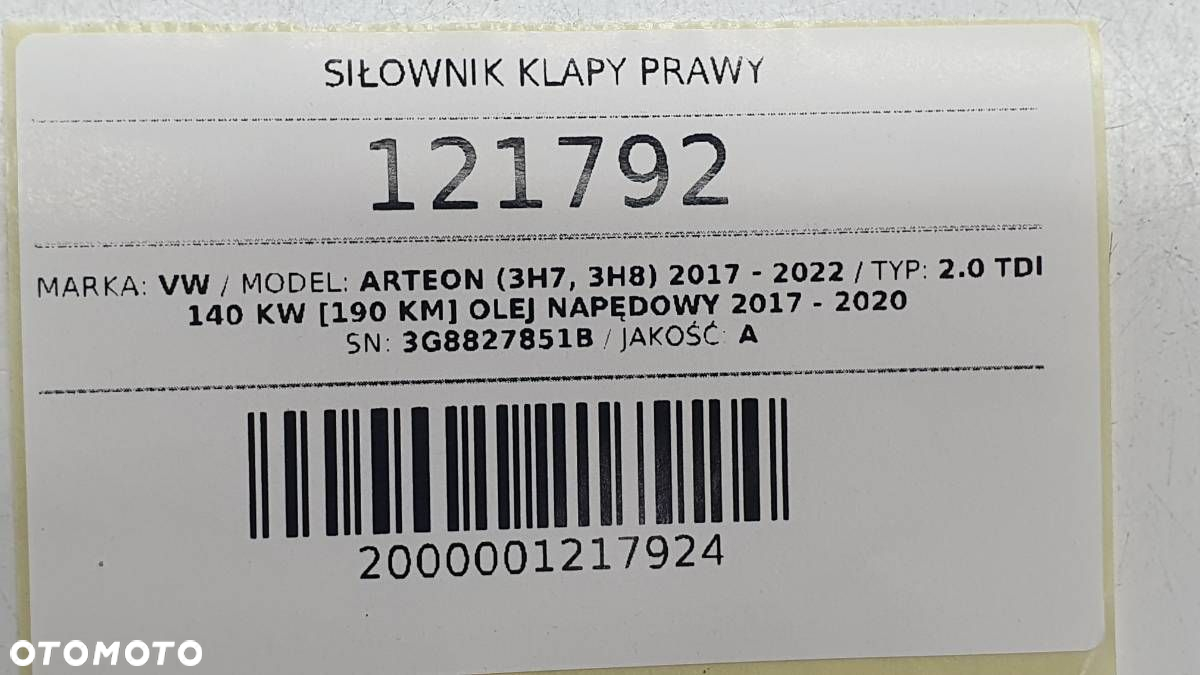 SIŁOWNIK KLAPY PRAWY
121792
MARKA: VW / MODEL: ARTEON (3H7, 3H8) 2017 - 2022 / TYP: 2.0 TDI
140 KW [190 KM] OLEJ NAPĘDOWY 2017 - 2020
SN: 3G8827851B / JAKOŚĆ: A
2000001217924
OTOMOTO